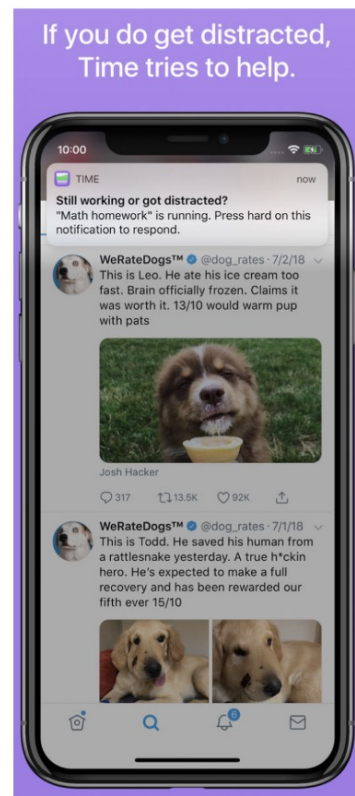 If you do get distracted,
Time tries to help.
10:00
TIME
now
Still working or got distracted?
"Math homework" is running. Press hard on this
notification to respond.
WeRateDogs™ @dog_rates · 7/2/18
This is Leo. He ate his ice cream too
fast. Brain officially frozen. Claims it
was worth it. 13/10 would warm pup
with pats
Josh Hacker
317 13.5K 92K
WeRateDogs™ @dog_rates · 7/1/18
This is Todd. He saved his human from
a rattlesnake yesterday. A true h*ckin
hero. He's expected to make a full
recovery and has been rewarded our
fifth ever 15/10
6